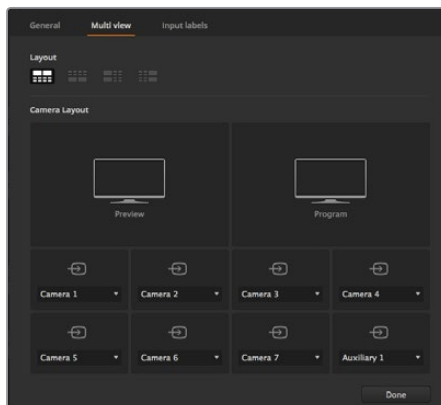 General Multi view Input labels
Layout
Camera Layout
Preview Program
Camera 1 Camera 2 Camera 3 Camera 4
Camera 5 Camera 6 Camera 7 Auxiliary 1
Done